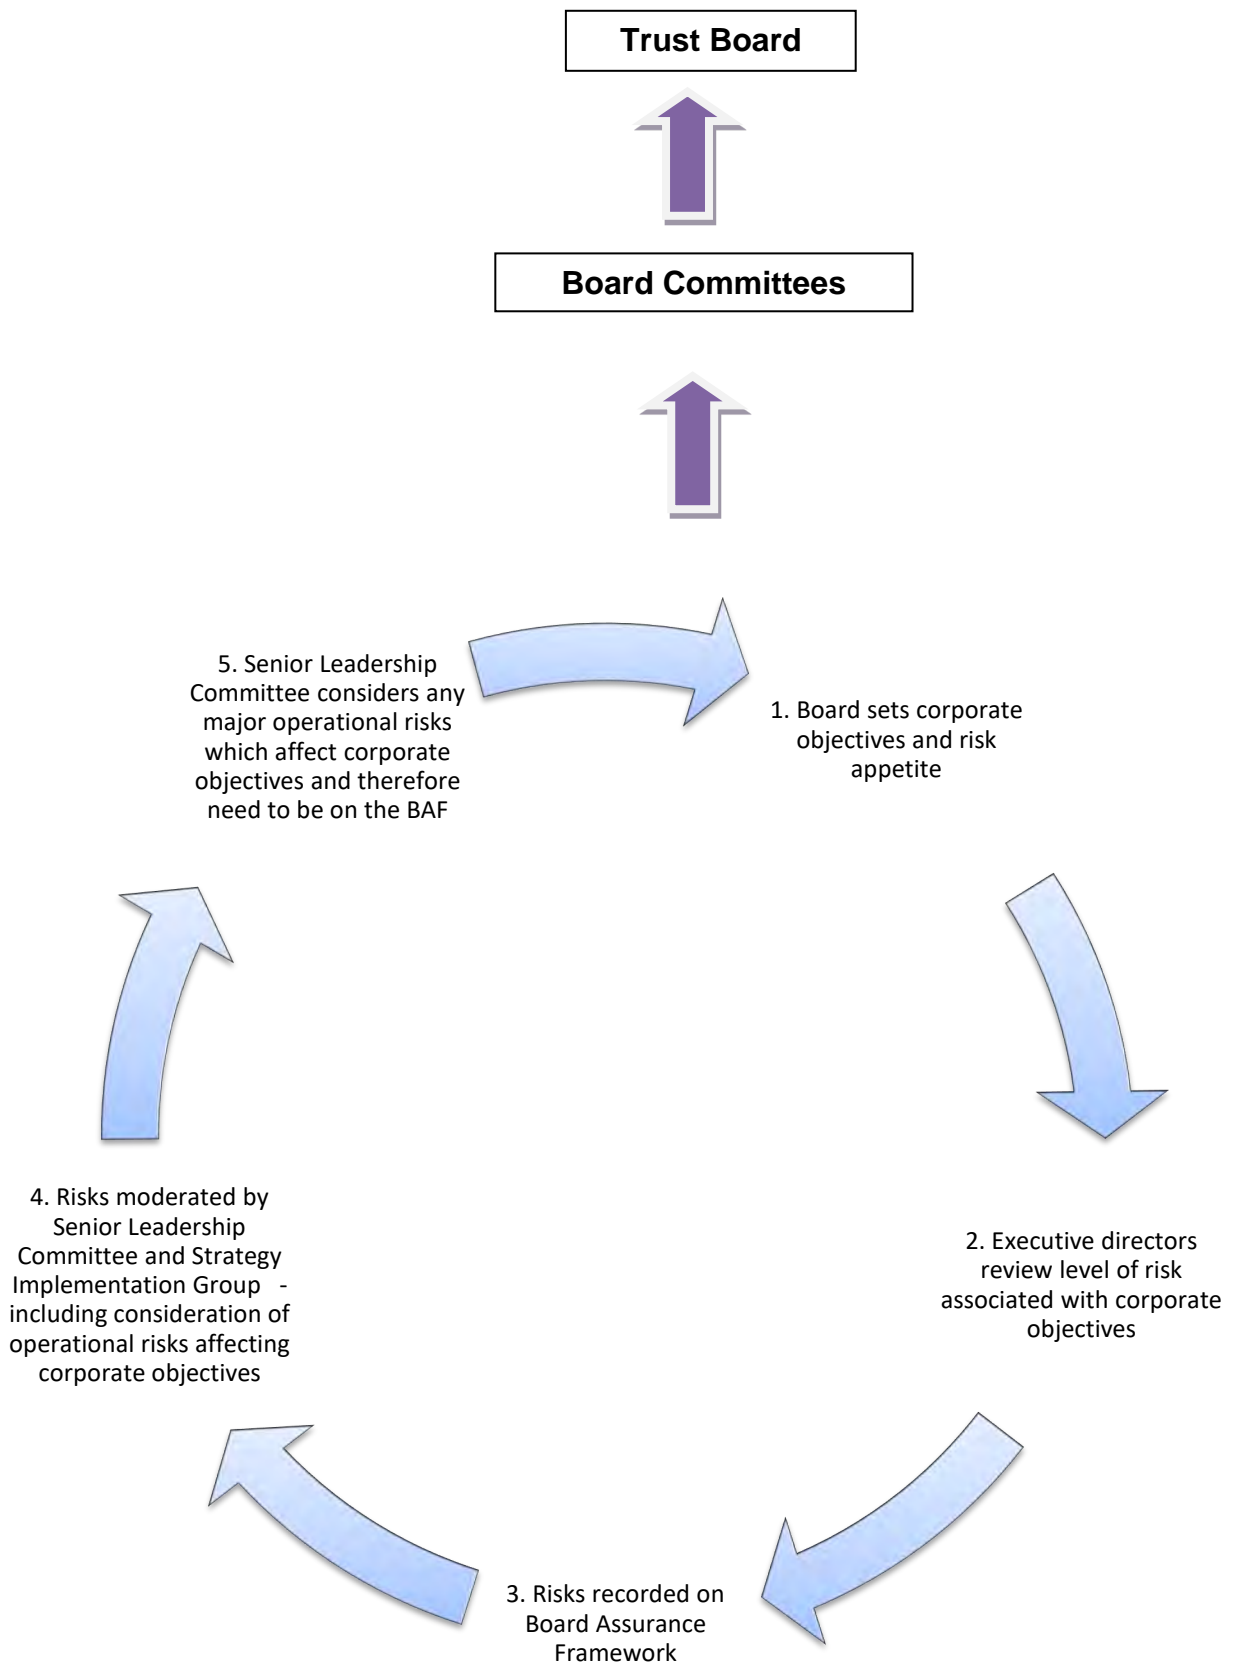 Trust Board
Board Committees
5. Senior Leadership
Committee considers any
major operational risks
which affect corporate
objectives and therefore
need to be on the BAF
1. Board sets corporate
objectives and risk
appetite
2. Executive directors
review level of risk
associated with corporate
objectives
3. Risks recorded on
Board Assurance
Framework
4. Risks moderated by
Senior Leadership
Committee and Strategy
Implementation Group -
including consideration of
operational risks affecting
corporate objectives